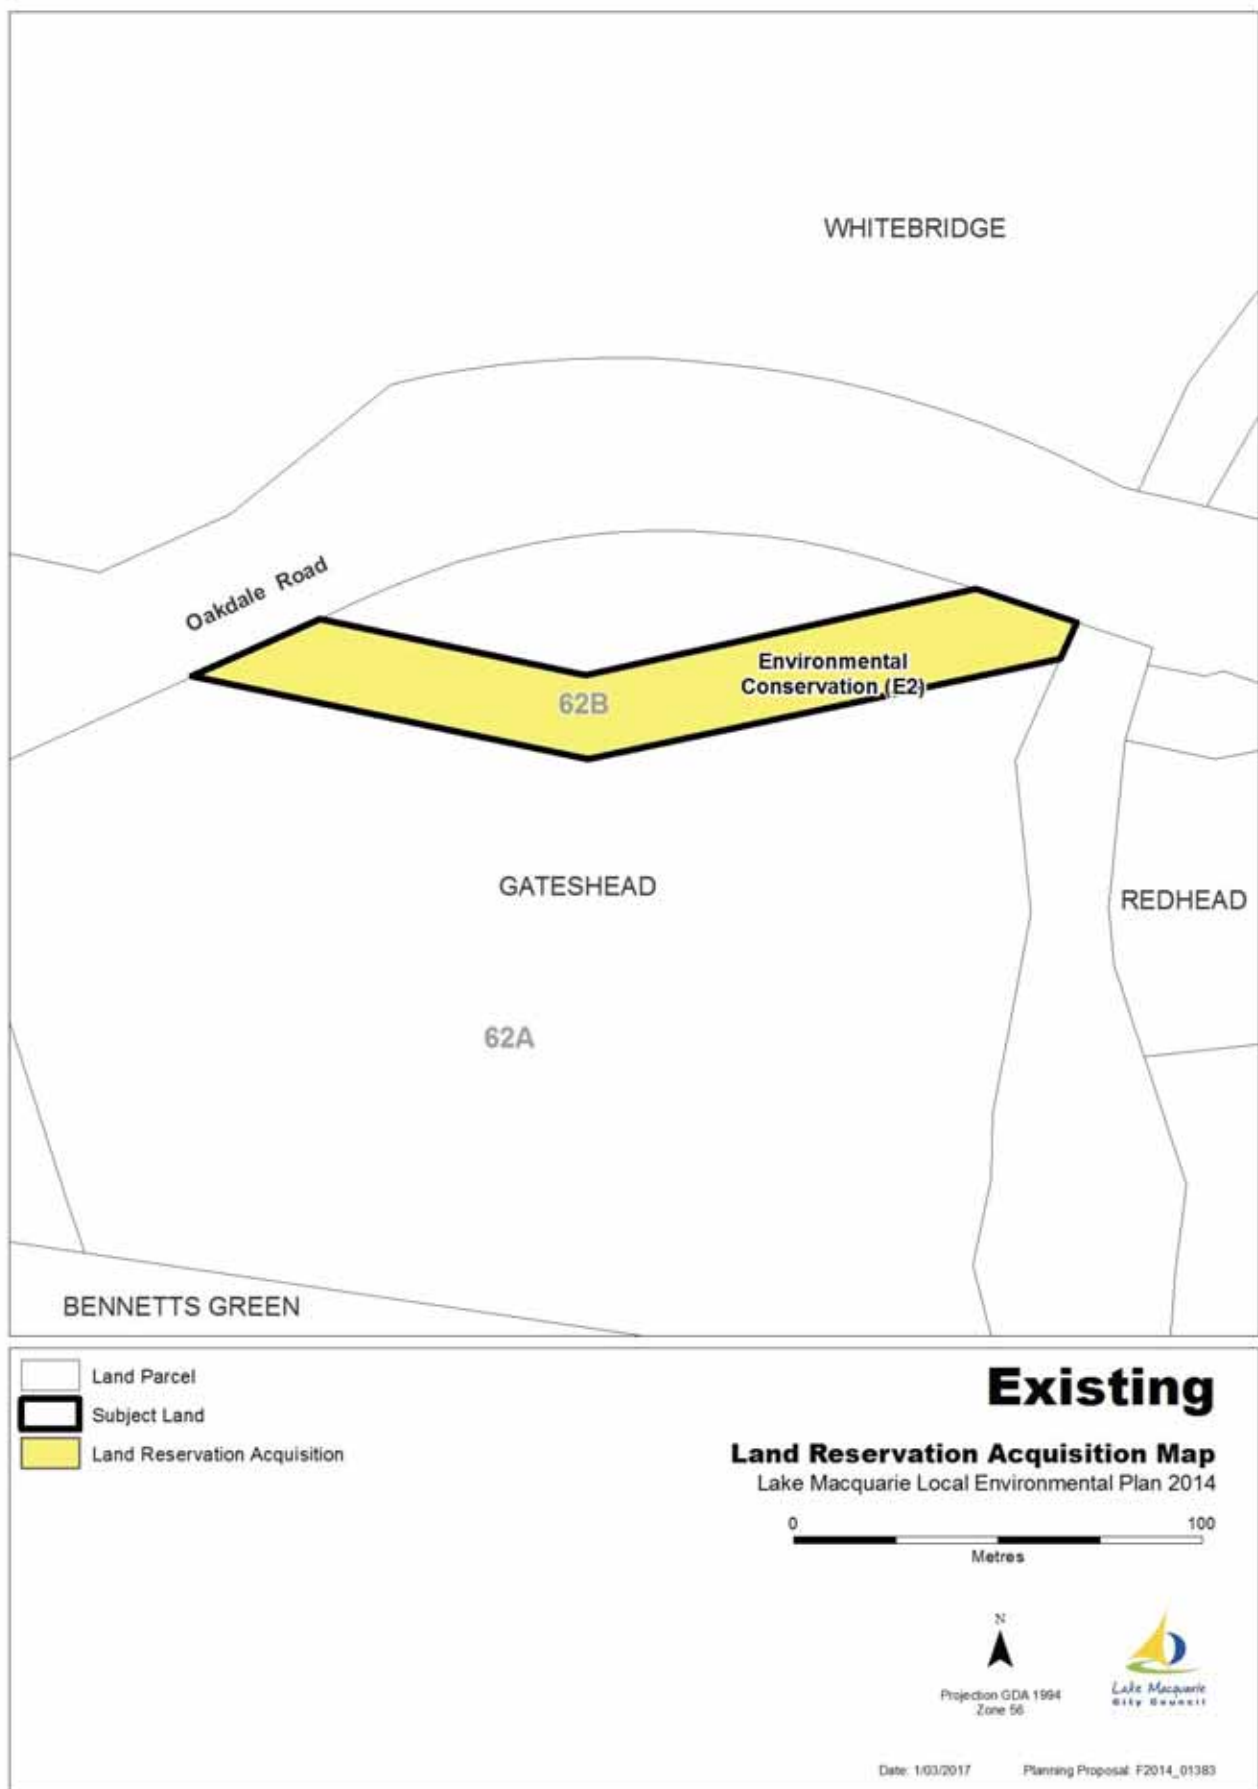 WHITEBRIDGE
Oakdale Road
Environmental
Conservation (E2)
62B
GATESHEAD
REDHEAD
62A
BENNETTS GREEN
Land Parcel
Subject Land
Land Reservation Acquisition
Existing
Land Reservation Acquisition Map
Lake Macquarie Local Environmental Plan 2014
0 100
Metres
N
Projection GDA 1994
Zone 56
Lake Macquarie
City Council
Date: 1/03/2017 Planning Proposal: F2014_01383